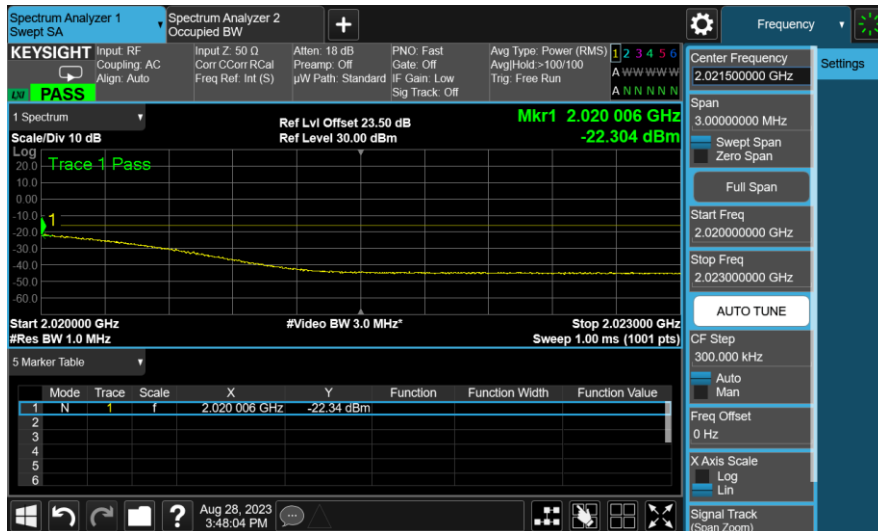 Spectrum Analyzer 1
Swept SA
Spectrum Analyzer 2
Occupied BW
+
Frequency
KEYSIGHT
Input: RF
Coupling: AC
Align: Auto
Input Z: 50 Ω
Corr CCorr RCal
Freq Ref: Int (S)
Atten: 18 dB
Preamp: Off
µW Path: Standard
PNO: Fast
Gate: Off
IF Gain: Low
Sig Track: Off
Avg Type: Power (RMS)
Avg|Hold:>100/100
Trig: Free Run
1 2 3 4 5 6
A W W W W W
A N N N N N
LXI PASS
1 Spectrum
Scale/Div 10 dB
Ref Lvl Offset 23.50 dB
Ref Level 30.00 dBm
Mkr1 2.020 006 GHz
-22.304 dBm
Log
Trace 1 Pass
20.0
10.0
0.00
-10.0
-20.0
-30.0
-40.0
-50.0
-60.0
1
Start 2.020000 GHz
#Res BW 1.0 MHz
#Video BW 3.0 MHz*
Stop 2.023000 GHz
Sweep 1.00 ms (1001 pts)
5 Marker Table
Mode Trace Scale X Y Function Function Width Function Value
1 N 1 f 2.020 006 GHz -22.34 dBm
2
3
4
5
6
?
Aug 28, 2023
3:48:04 PM
Settings
Center Frequency
2.021500000 GHz
Span
3.00000000 MHz
Swept Span
Zero Span
Full Span
Start Freq
2.020000000 GHz
Stop Freq
2.023000000 GHz
AUTO TUNE
CF Step
300.000 kHz
Auto
Man
Freq Offset
0 Hz
X Axis Scale
Log
Lin
Signal Track
(Span Zoom)